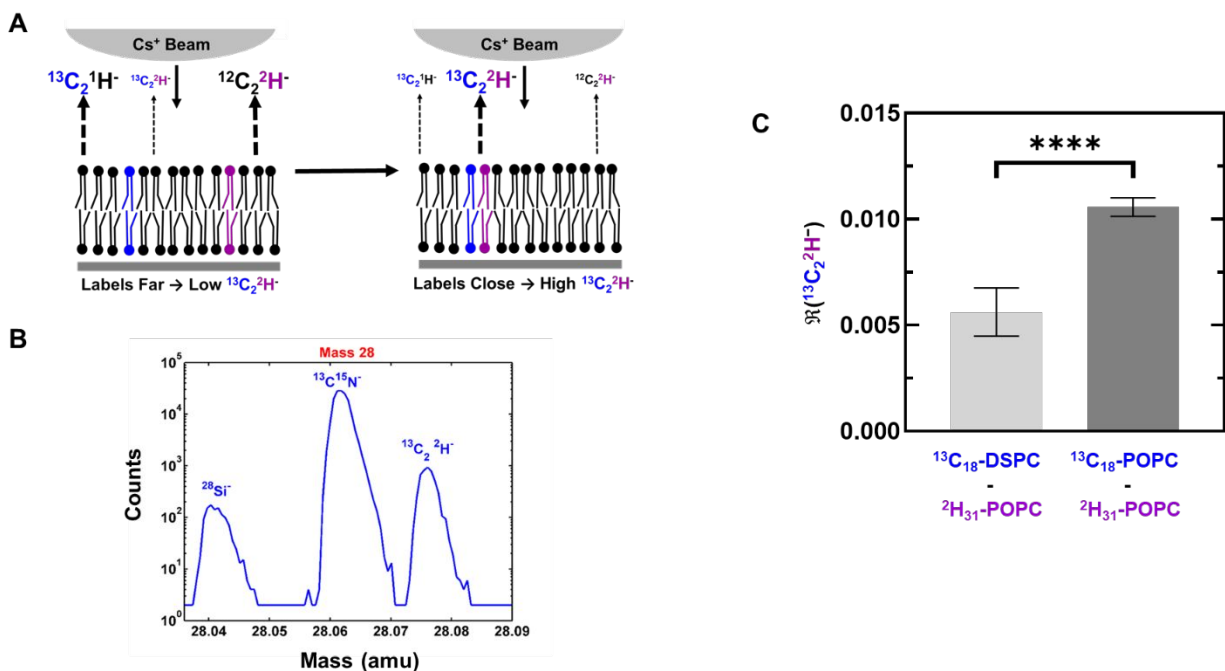 A
Cs⁺ Beam
¹³C₂¹H⁻ ¹³C₂²H⁻ ¹²C₂²H⁻
Labels Far → Low ¹³C₂²H⁻
Cs⁺ Beam
¹³C₂¹H⁻ ¹³C₂²H⁻ ¹²C₂²H⁻
Labels Close → High ¹³C₂²H⁻
B
Mass 28
Counts
10⁵
10⁴
10³
10²
10¹
10⁰
²⁸Si⁻
¹³C¹⁵N⁻
¹³C₂ ²H⁻
28.04 28.05 28.06 28.07 28.08 28.09
Mass (amu)
C
ℜ(¹³C₂²H⁻)
0.015
0.010
0.005
0.000
****
¹³C₁₈-DSPC
-
²H₃₁-POPC
¹³C₁₈-POPC
-
²H₃₁-POPC